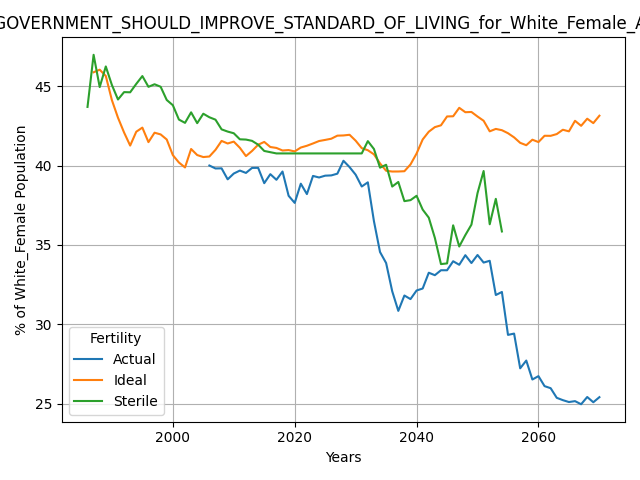 GOVERNMENT_SHOULD_IMPROVE_STANDARD_OF_LIVING_for_White_Female_A
% of White_Female Population
45
40
35
30
25
Fertility
Actual
Ideal
Sterile
2000 2020 2040 2060
Years